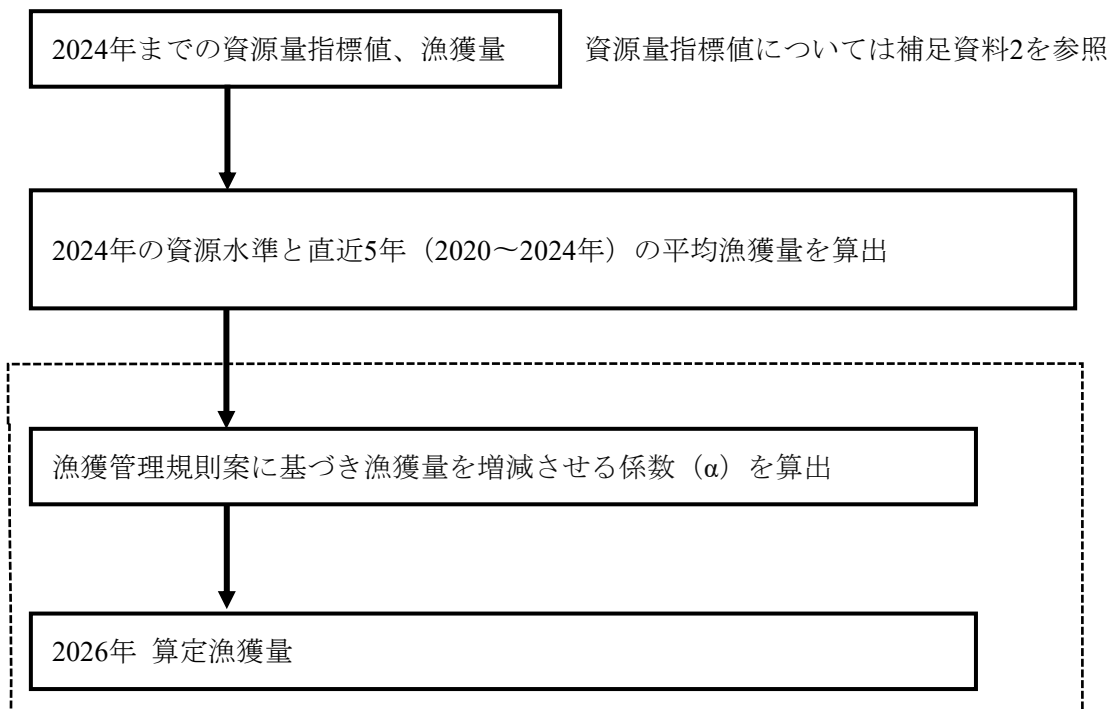 2024年までの資源量指標値、漁獲量
資源量指標値については補足資料2を参照
2024年の資源水準と直近5年（2020～2024年）の平均漁獲量を算出
漁獲管理規則案に基づき漁獲量を増減させる係数（α）を算出
2026年 算定漁獲量